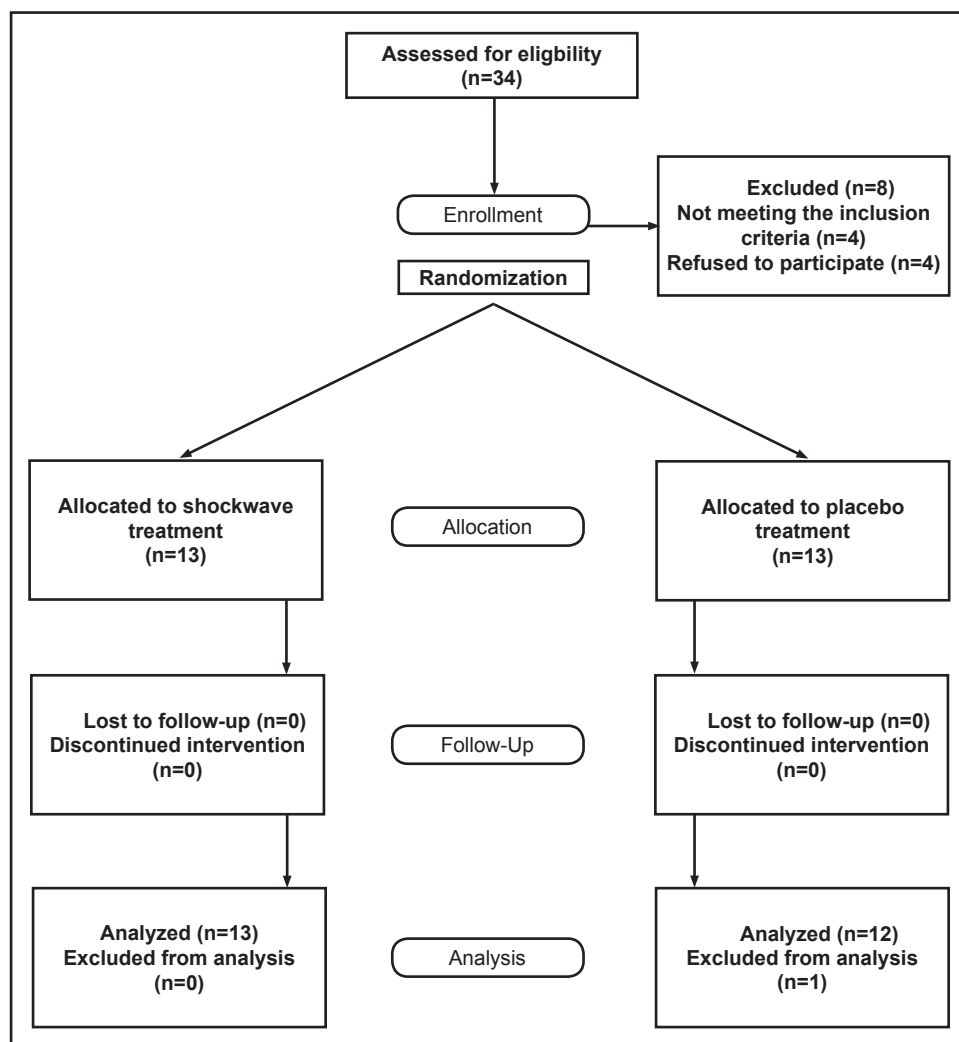 Assessed for eligbility
(n=34)
Enrollment
Excluded (n=8)
Not meeting the inclusion
criteria (n=4)
Refused to participate (n=4)
Randomization
Allocated to shockwave
treatment
(n=13)
Allocation
Allocated to placebo
treatment
(n=13)
Lost to follow-up (n=0)
Discontinued intervention
(n=0)
Follow-Up
Lost to follow-up (n=0)
Discontinued intervention
(n=0)
Analyzed (n=13)
Excluded from analysis
(n=0)
Analysis
Analyzed (n=12)
Excluded from analysis
(n=1)